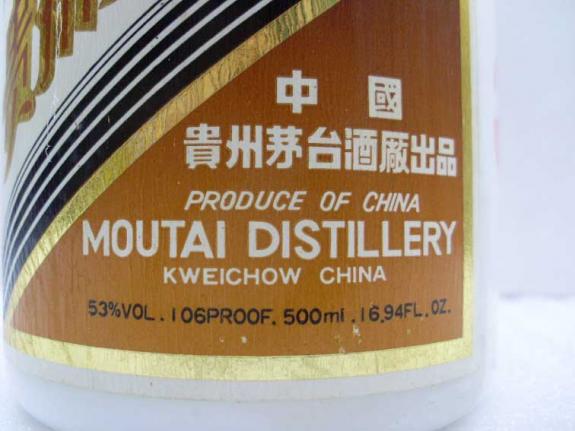 中國
貴州茅台酒廠出品
PRODUCE OF CHINA
MOUTAI DISTILLERY
KWEICHOW CHINA
53%VOL. 106PROOF. 500ml. 16.94FL. OZ.